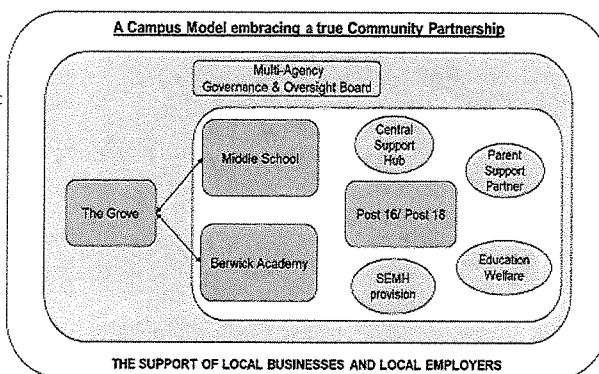 A Campus Model embracing a true Community Partnership
Multi-Agency
Governance & Oversight Board
Middle School
Central
Support
Hub
Parent
Support
Partner
The Grove
Post 16/ Post 18
Berwick Academy
SEMH
provision
Education
Welfare
THE SUPPORT OF LOCAL BUSINESSES AND LOCAL EMPLOYERS